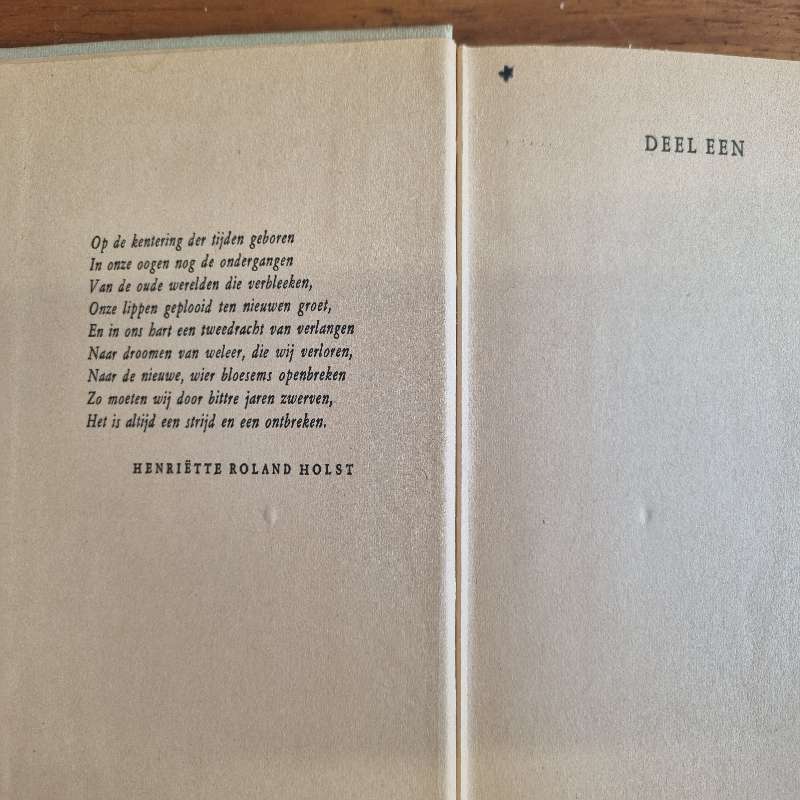 Op de kentering der tijden geboren
In onze oogen nog de ondergangen
Van de oude werelden die verbleeken,
Onze lippen geplooid ten nieuwen groet,
En in ons hart een tweedracht van verlangen
Naar droomen van weleer, die wij verloren,
Naar de nieuwe, wier bloesems openbreken
Zo moeten wij door bittre jaren zwerven,
Het is altijd een strijd en een ontbreken.
HENRIËTTE ROLAND HOLST
DEEL EEN